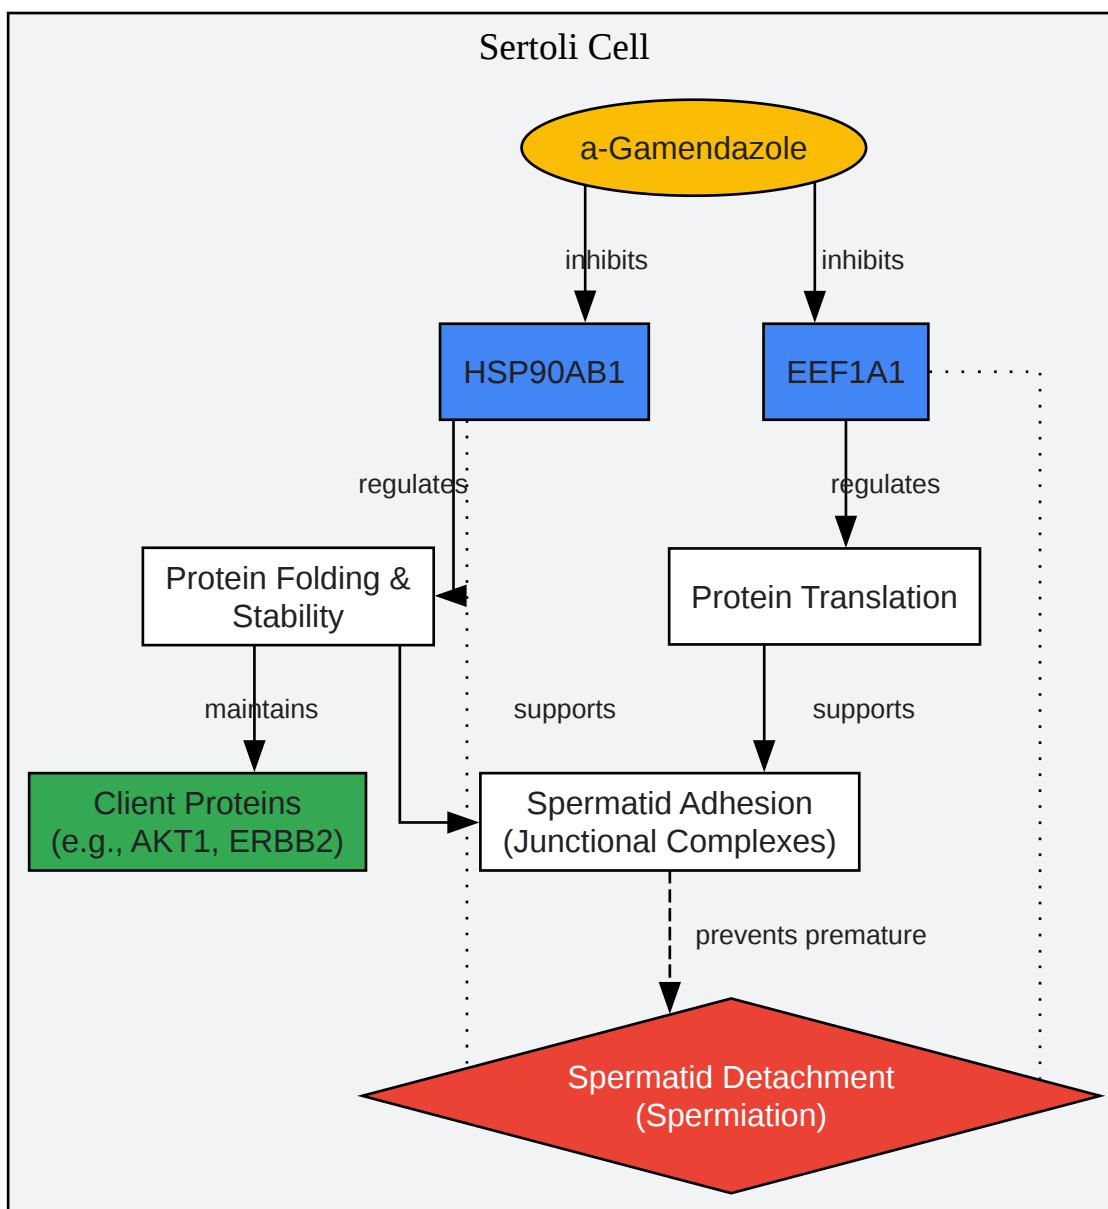 Sertoli Cell
a-Gamendazole
inhibits
inhibits
HSP90AB1
EEF1A1
regulates
regulates
Protein Folding &
Stability
Protein Translation
maintains
supports
supports
Client Proteins
(e.g., AKT1, ERBB2)
Spermatid Adhesion
(Junctional Complexes)
prevents premature
Spermatid Detachment
(Spermiation)